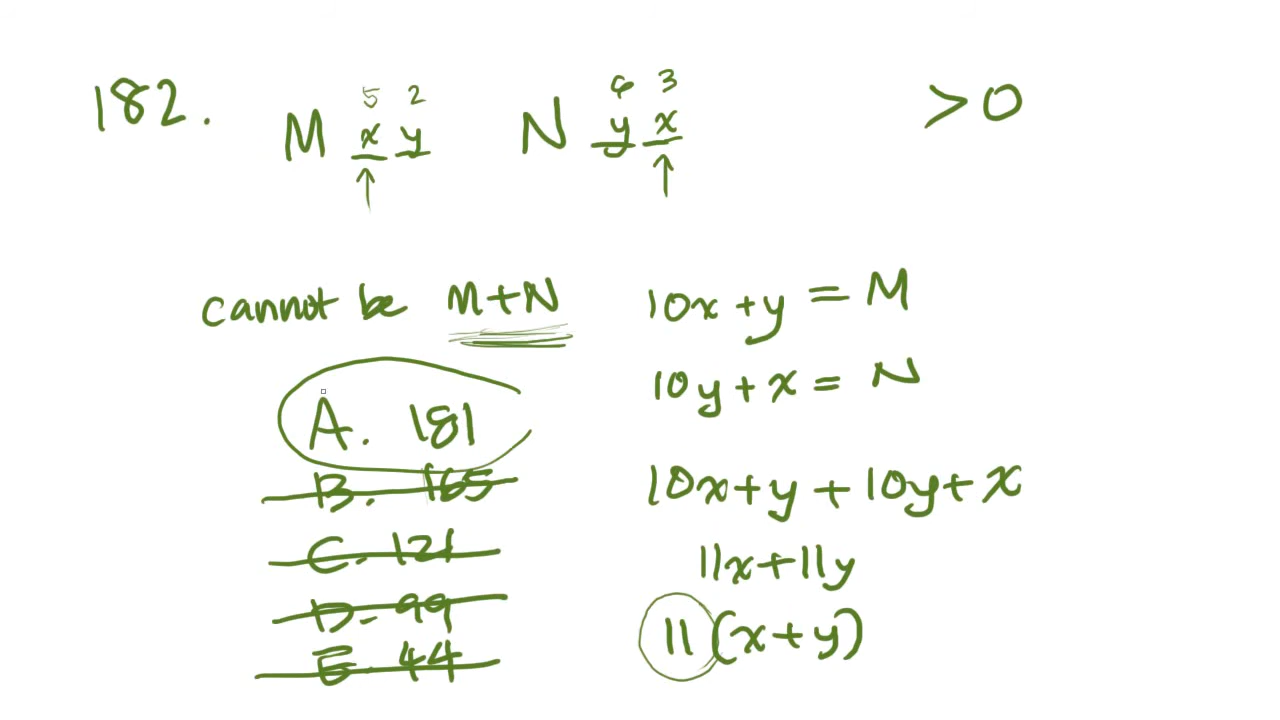 5 2 6 3
182. M x y N y x >0
cannot be M+N
10x + y = M
10y + x = N
A. 181
B. 165
C. 121
D. 99
E. 44
10x+y + 10y+x
11x+11y
11(x+y)